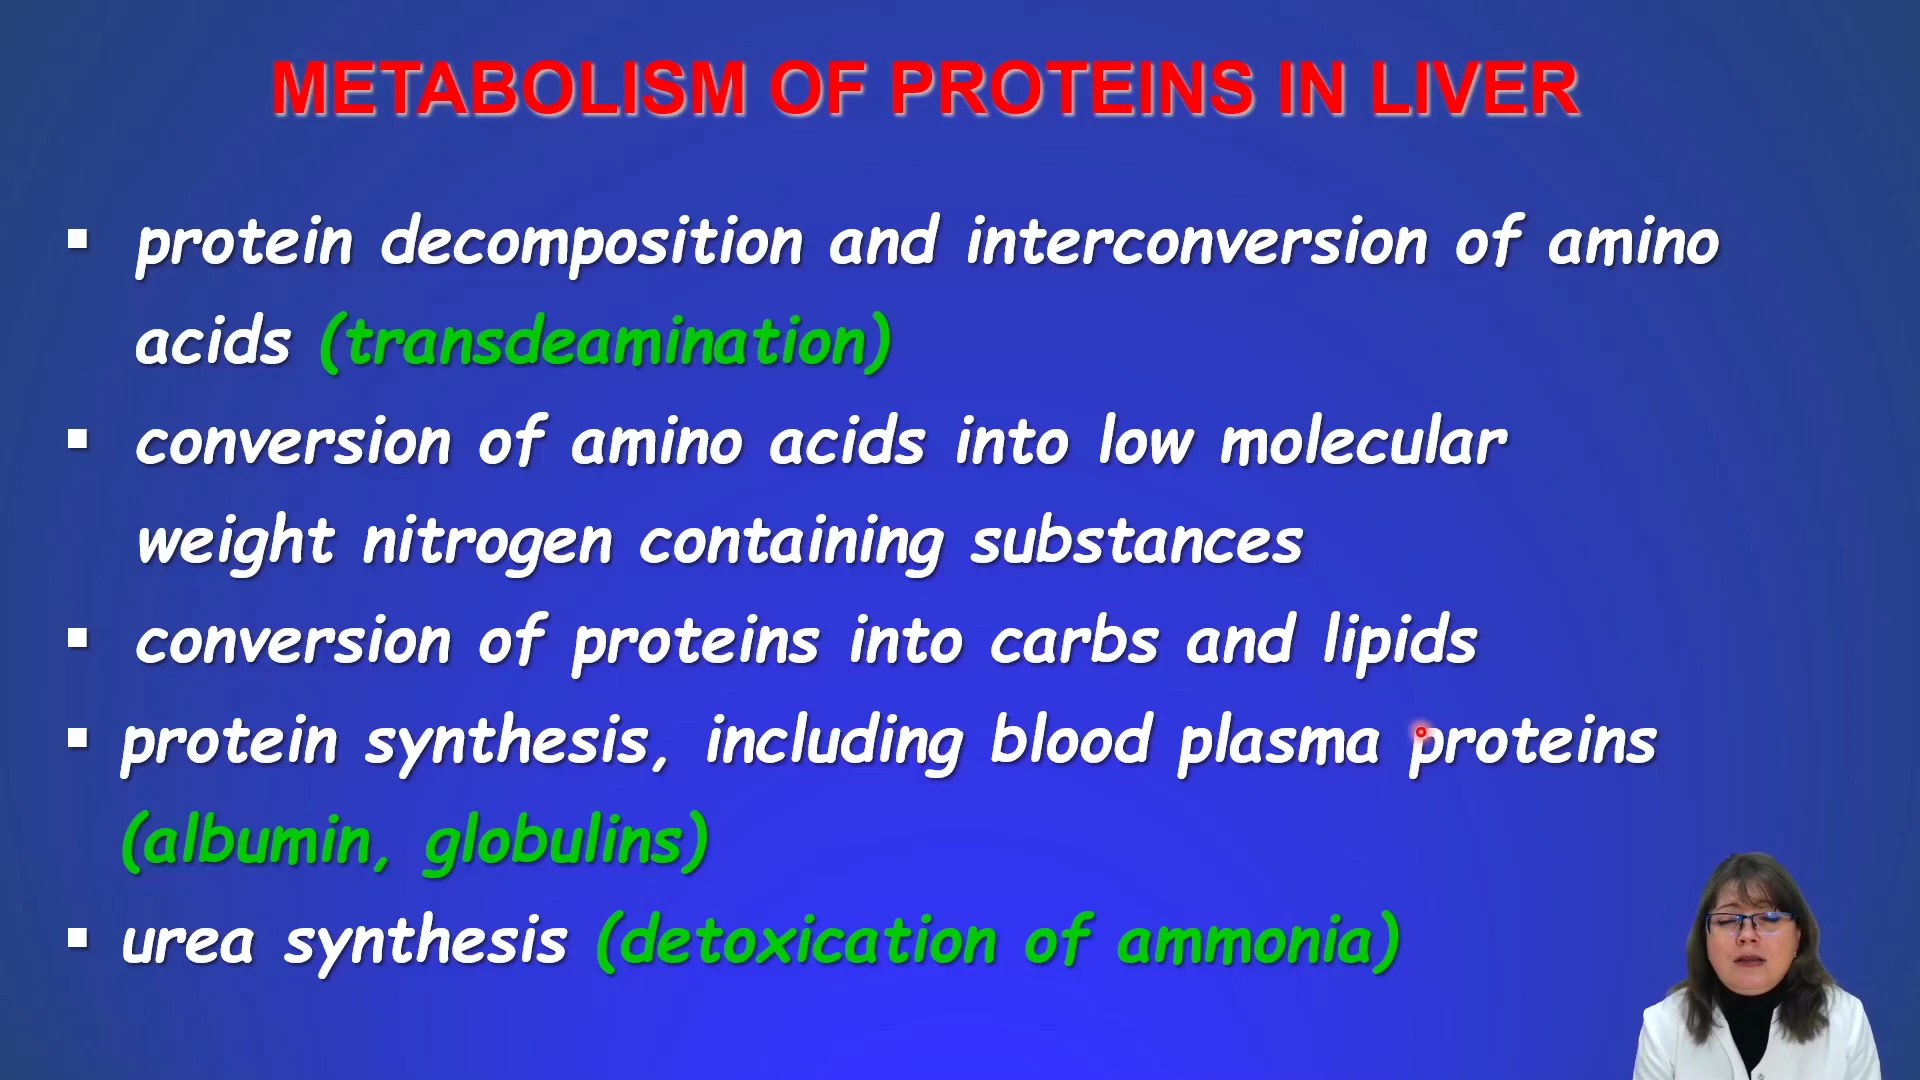 METABOLISM OF PROTEINS IN LIVER
▪ protein decomposition and interconversion of amino
acids (transdeamination)
▪ conversion of amino acids into low molecular
weight nitrogen containing substances
▪ conversion of proteins into carbs and lipids
▪ protein synthesis, including blood plasma proteins
(albumin, globulins)
▪ urea synthesis (detoxication of ammonia)